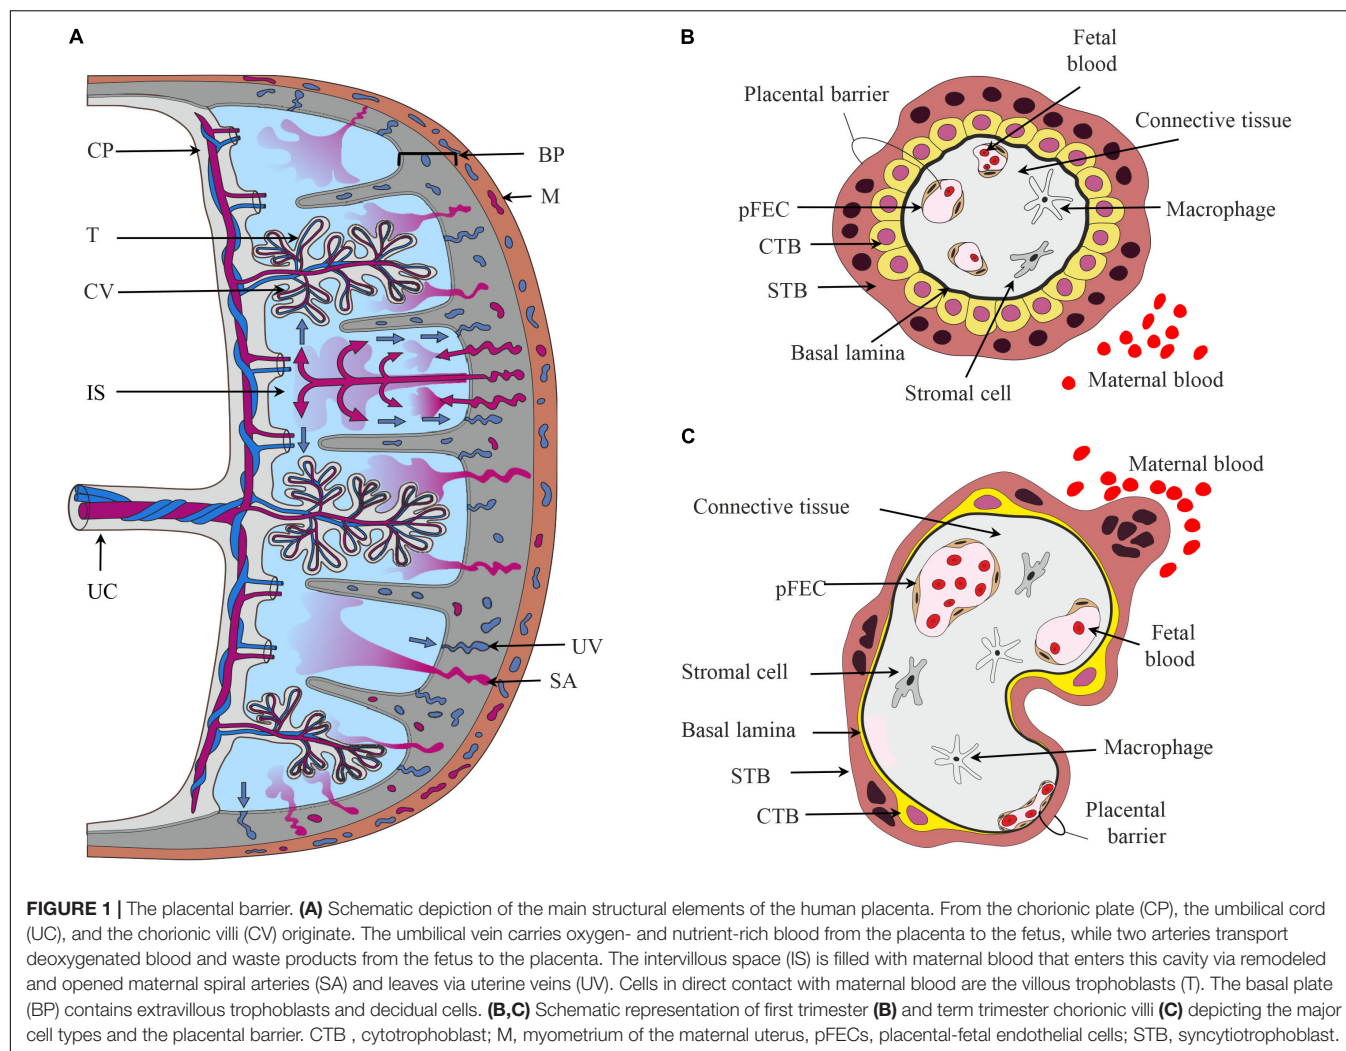 A
CP
BP
M
T
CV
IS
UC
UV
SA
B
Fetal
blood
Placental barrier
Connective tissue
pFEC
Macrophage
CTB
STB
Basal lamina
Stromal cell
Maternal blood
C
Maternal blood
Connective tissue
pFEC
Fetal
blood
Stromal cell
Basal lamina
Macrophage
STB
CTB
Placental
barrier
FIGURE 1 | The placental barrier. (A) Schematic depiction of the main structural elements of the human placenta. From the chorionic plate (CP), the umbilical cord
(UC), and the chorionic villi (CV) originate. The umbilical vein carries oxygen- and nutrient-rich blood from the placenta to the fetus, while two arteries transport
deoxygenated blood and waste products from the fetus to the placenta. The intervillous space (IS) is filled with maternal blood that enters this cavity via remodeled
and opened maternal spiral arteries (SA) and leaves via uterine veins (UV). Cells in direct contact with maternal blood are the villous trophoblasts (T). The basal plate
(BP) contains extravillous trophoblasts and decidual cells. (B,C) Schematic representation of first trimester (B) and term trimester chorionic villi (C) depicting the major
cell types and the placental barrier. CTB , cytotrophoblast; M, myometrium of the maternal uterus, pFECs, placental-fetal endothelial cells; STB, syncytiotrophoblast.